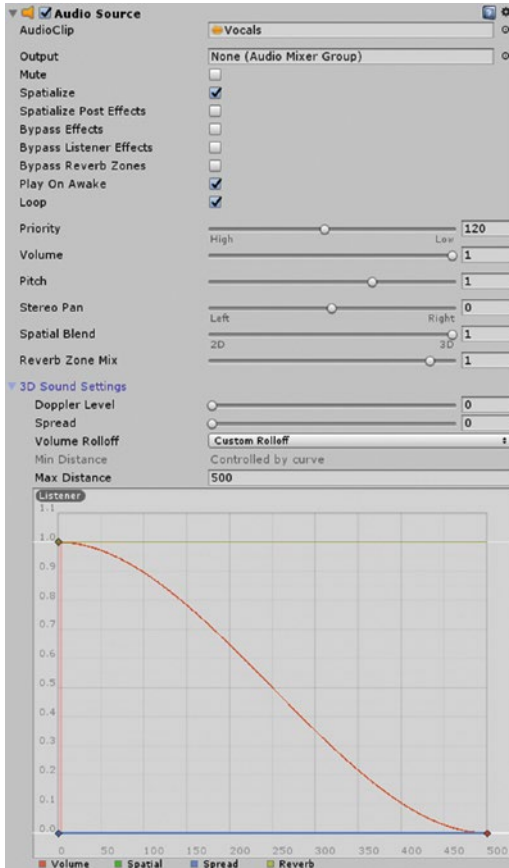 Audio Source
AudioClip Vocals
Output None (Audio Mixer Group)
Mute
Spatialize
Spatialize Post Effects
Bypass Effects
Bypass Listener Effects
Bypass Reverb Zones
Play On Awake
Loop
Priority 120
High Low
Volume 1
Pitch 1
Stereo Pan 0
Left Right
Spatial Blend 1
2D 3D
Reverb Zone Mix 1
3D Sound Settings
Doppler Level 0
Spread 0
Volume Rolloff Custom Rolloff
Min Distance Controlled by curve
Max Distance 500
Listener
1.1
1.0
0.9
0.8
0.7
0.6
0.5
0.4
0.3
0.2
0.1
0.0
0 50 100 150 200 250 300 350 400 450 500
Volume Spatial Spread Reverb